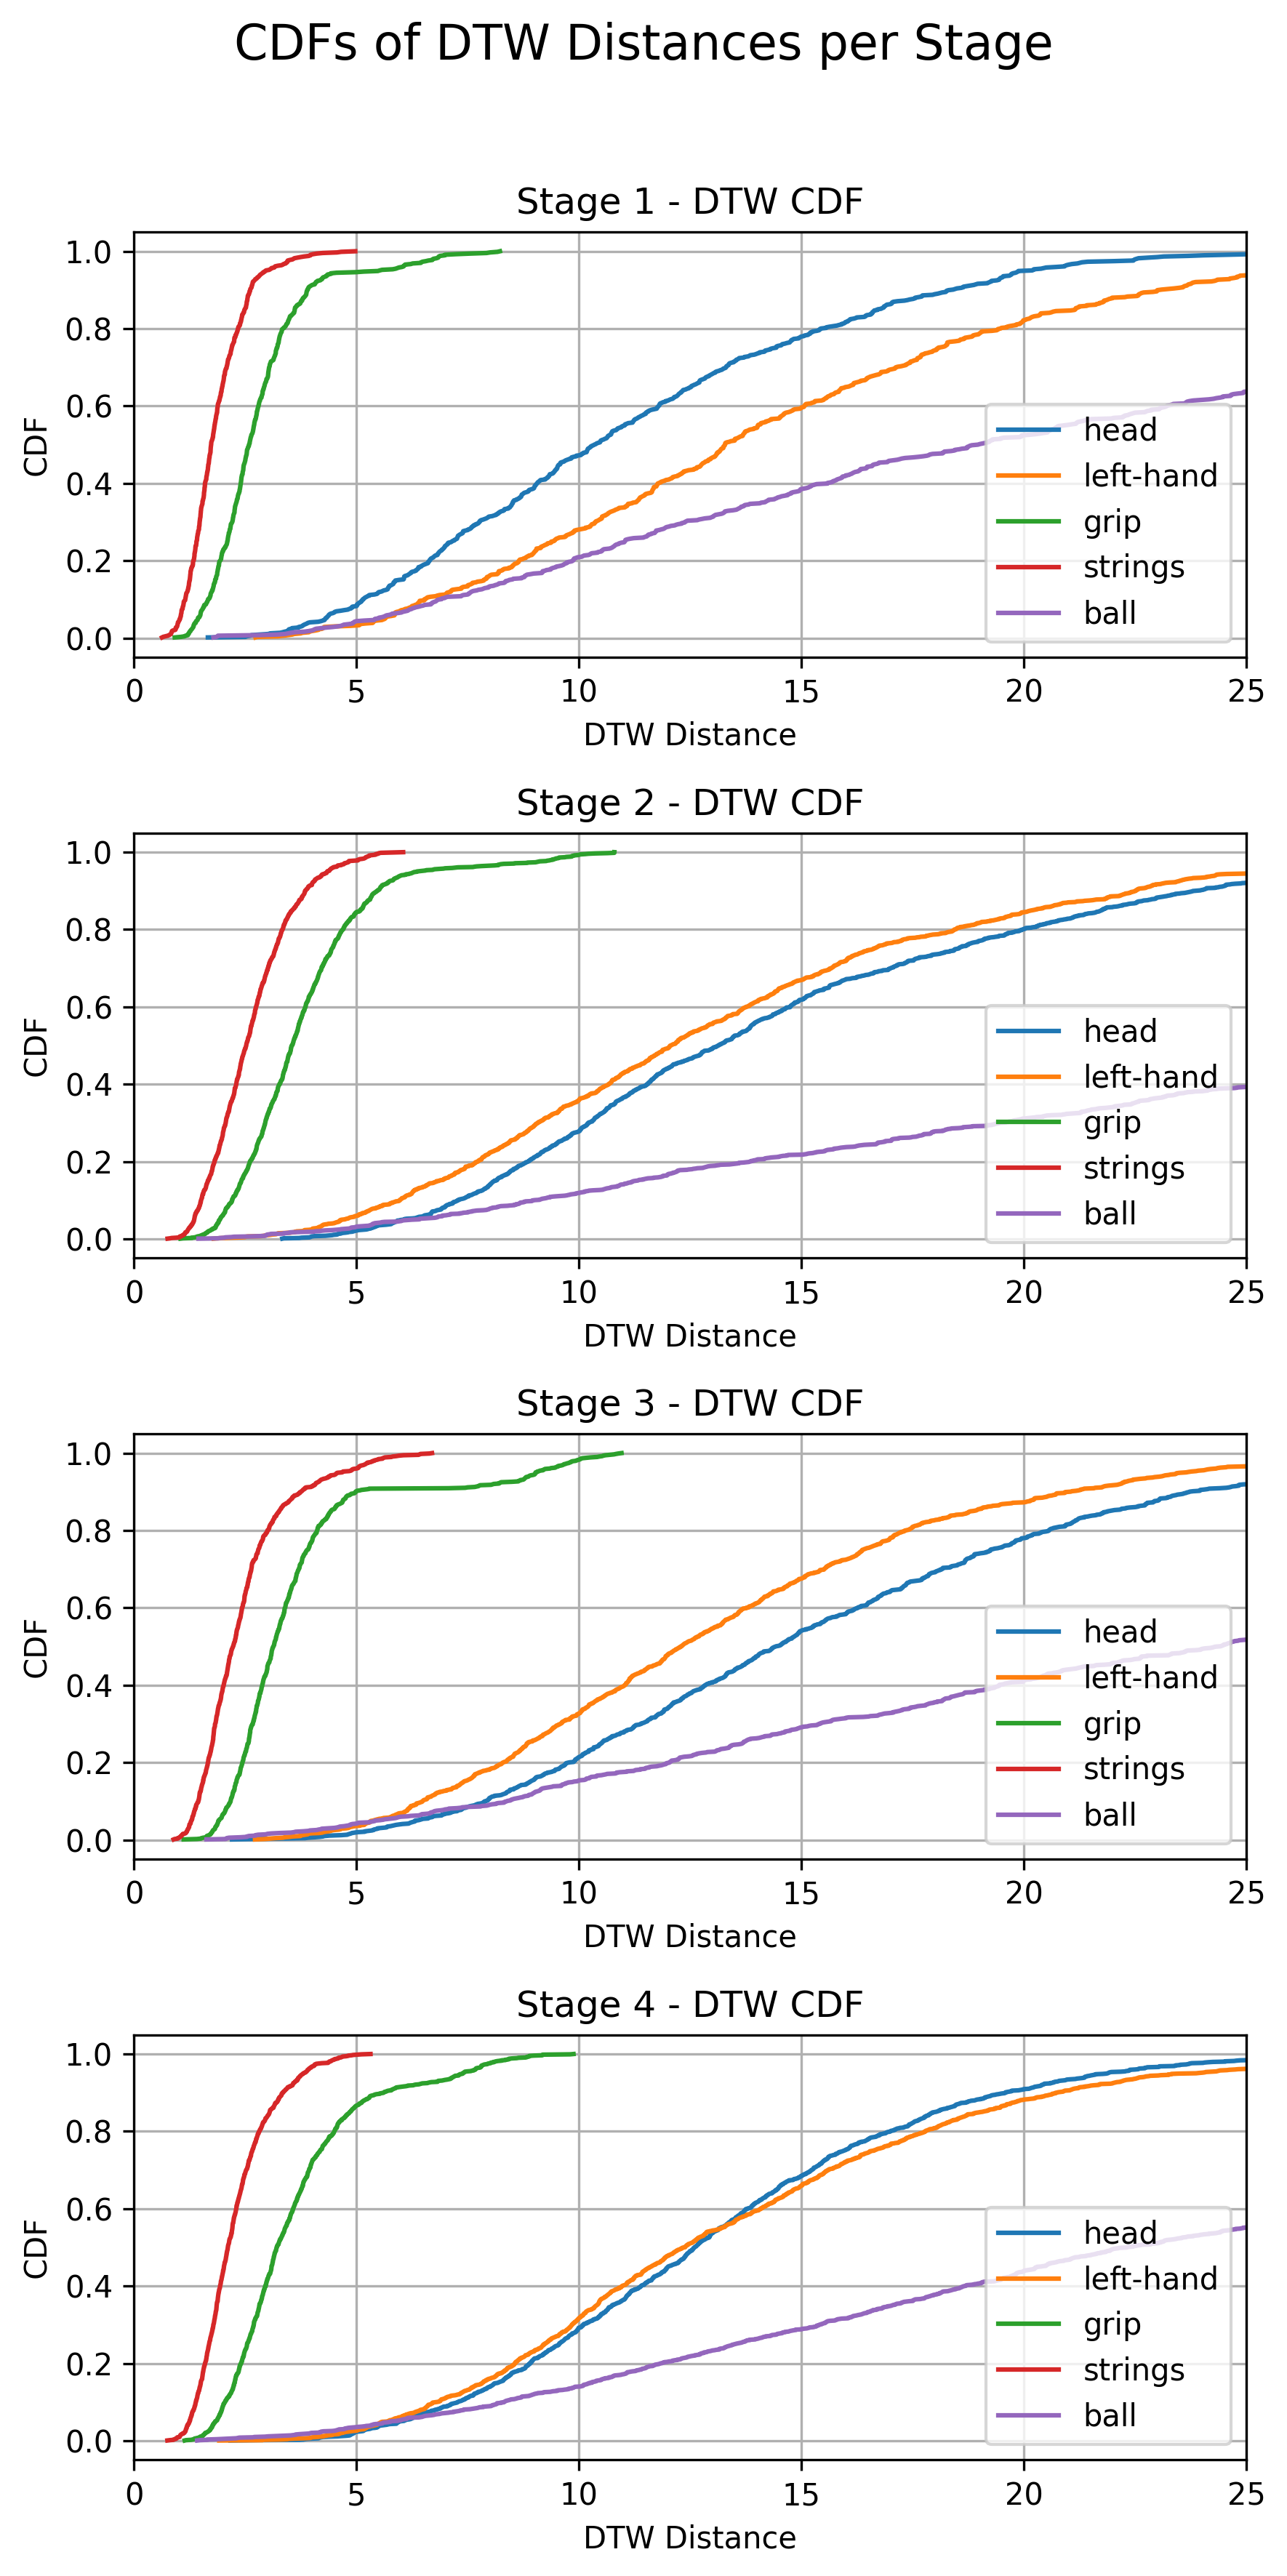 CDFs of DTW Distances per Stage
Stage 1 - DTW CDF
1.0
0.8
0.6
0.4
0.2
0.0
CDF
head
left-hand
grip
strings
ball
0 5 10 15 20 25
DTW Distance
Stage 2 - DTW CDF
1.0
0.8
0.6
0.4
0.2
0.0
CDF
head
left-hand
grip
strings
ball
0 5 10 15 20 25
DTW Distance
Stage 3 - DTW CDF
1.0
0.8
0.6
0.4
0.2
0.0
CDF
head
left-hand
grip
strings
ball
0 5 10 15 20 25
DTW Distance
Stage 4 - DTW CDF
1.0
0.8
0.6
0.4
0.2
0.0
CDF
head
left-hand
grip
strings
ball
0 5 10 15 20 25
DTW Distance